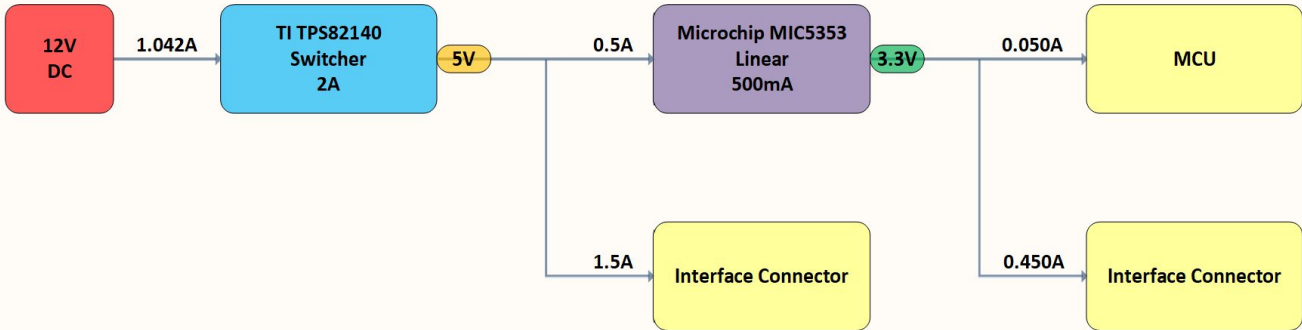 12V
DC
1.042A
TI TPS82140
Switcher
2A
5V
0.5A
Microchip MIC5353
Linear
500mA
3.3V
0.050A
MCU
1.5A
Interface Connector
0.450A
Interface Connector